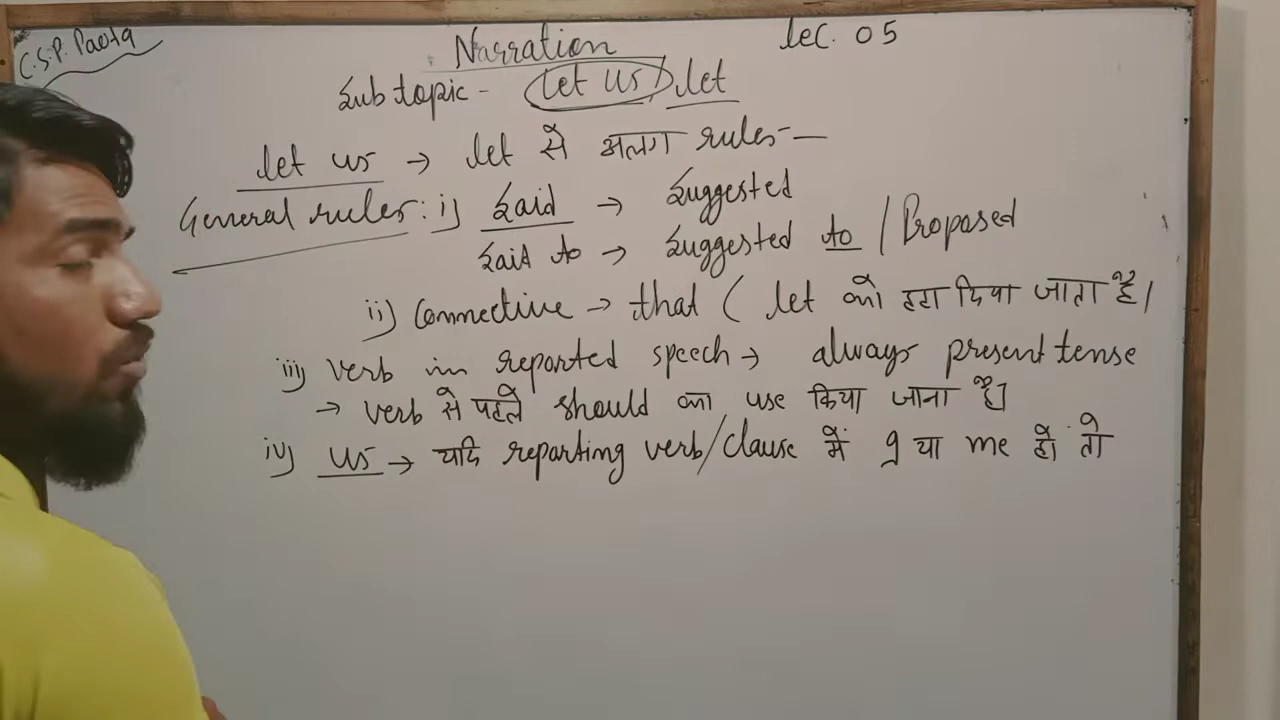 C.S.P. Paota
Narration
lec. 05
Subtopic - let us / let
let us → let से अलग rules-—
General rules: i) Said → Suggested
Said to → Suggested to / Proposed
ii) Connective → that ( let को हटा दिया जाता है।
iii) verb in reported speech → always present tense
→ verb से पहले should का use किया जाना है]
iv) us → यदि reporting verb/clause में I या me हो तो